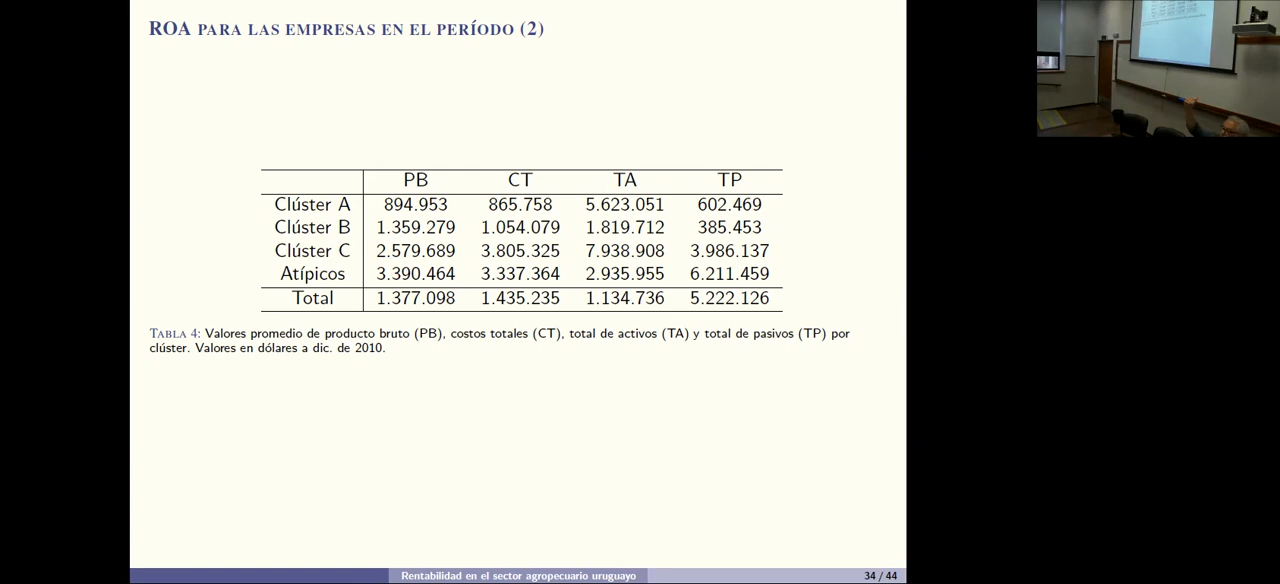 ROA PARA LAS EMPRESAS EN EL PERÍODO (2)
PB CT TA TP
Clúster A 894.953 865.758 5.623.051 602.469
Clúster B 1.359.279 1.054.079 1.819.712 385.453
Clúster C 2.579.689 3.805.325 7.938.908 3.986.137
Atípicos 3.390.464 3.337.364 2.935.955 6.211.459
Total 1.377.098 1.435.235 1.134.736 5.222.126
TABLA 4: Valores promedio de producto bruto (PB), costos totales (CT), total de activos (TA) y total de pasivos (TP) por
clúster. Valores en dólares a dic. de 2010.
Rentabilidad en el sector agropecuario uruguayo 34 / 44